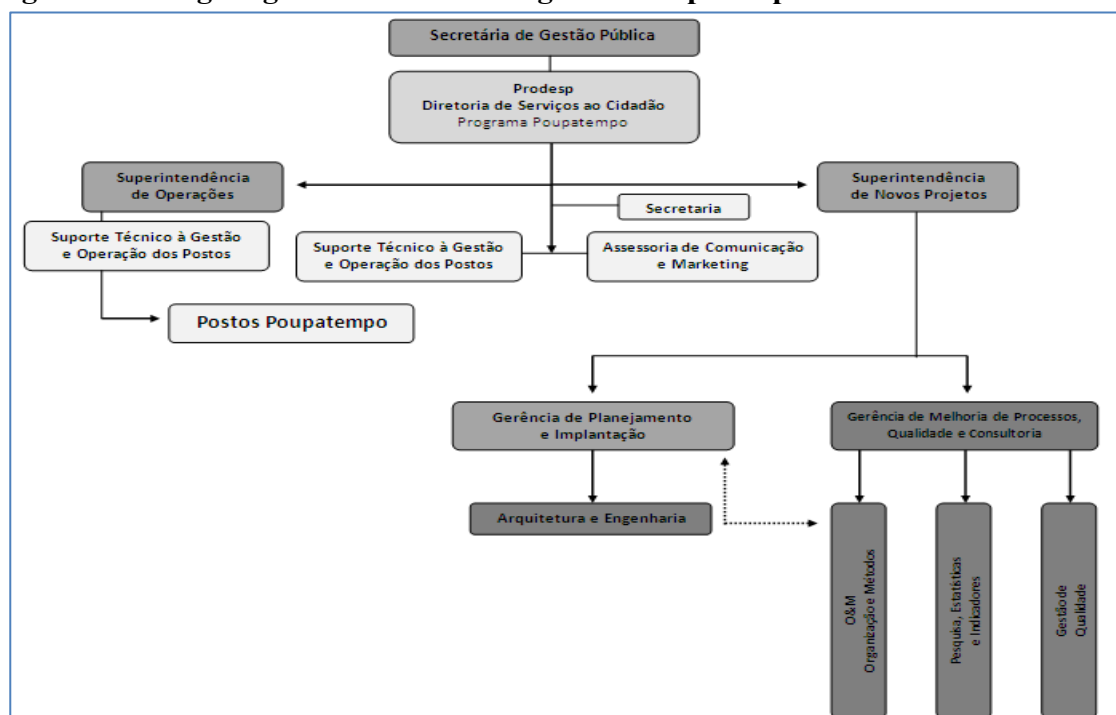 Secretária de Gestão Pública
Prodesp
Diretoria de Serviços ao Cidadão
Programa Poupatempo
Superintendência
de Operações
Superintendência
de Novos Projetos
Secretaria
Suporte Técnico à Gestão
e Operação dos Postos
Suporte Técnico à Gestão
e Operação dos Postos
Assessoria de Comunicação
e Marketing
Postos Poupatempo
Gerência de Planejamento
e Implantação
Gerência de Melhoria de Processos,
Qualidade e Consultoria
Arquitetura e Engenharia
O&M
Organização e Métodos
Pesquisa, Estatísticas
e Indicadores
Gestão de
Qualidade